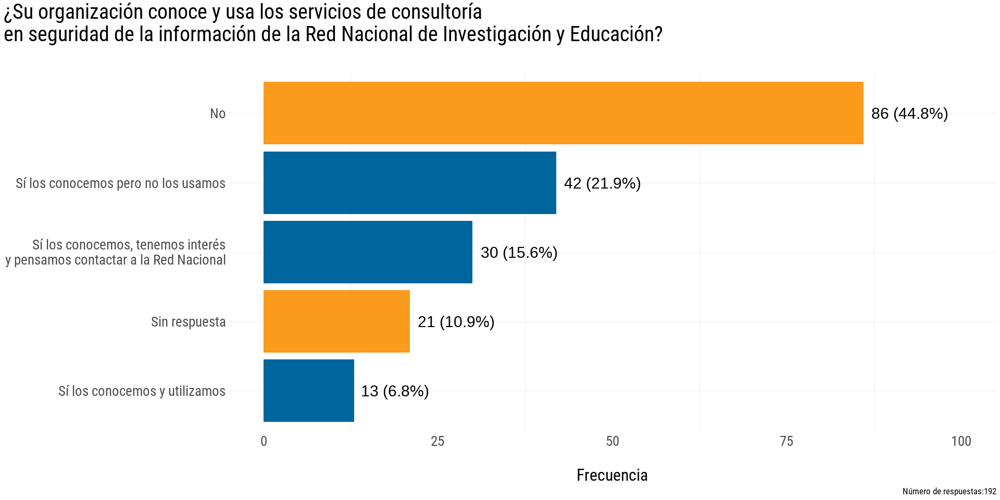 ¿Su organización conoce y usa los servicios de consultoría
en seguridad de la información de la Red Nacional de Investigación y Educación?
No
86 (44.8%)
Sí los conocemos pero no los usamos
42 (21.9%)
Sí los conocemos, tenemos interés
y pensamos contactar a la Red Nacional
30 (15.6%)
Sin respuesta
21 (10.9%)
Sí los conocemos y utilizamos
13 (6.8%)
0 25 50 75 100
Frecuencia
Número de respuestas:192